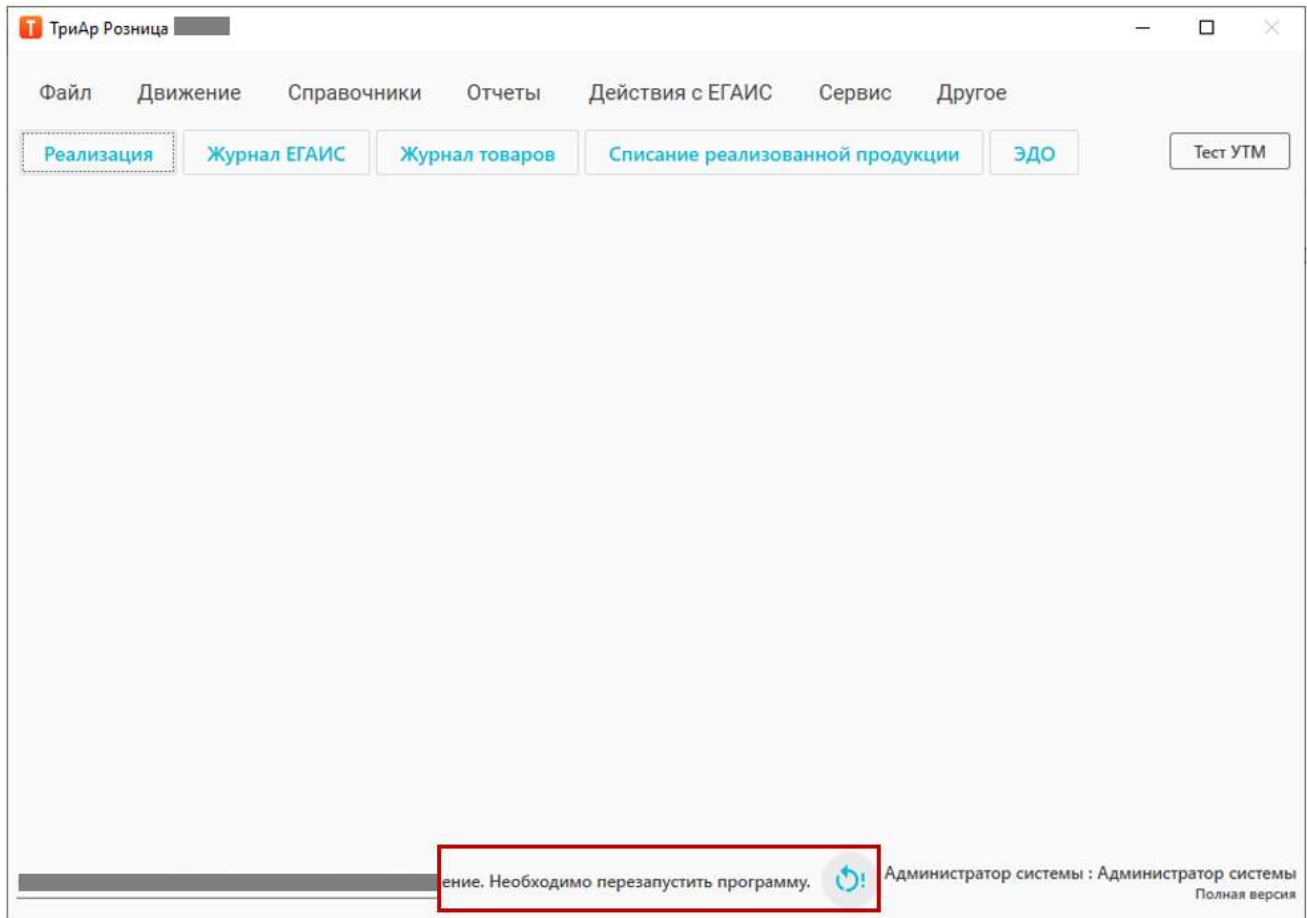 ТриАр Розница
Файл Движение Справочники Отчеты Действия с ЕГАИС Сервис Другое
Реализация Журнал ЕГАИС Журнал товаров Списание реализованной продукции ЭДО Тест УТМ
Необходимо перезапустить программу. Администратор системы : Администратор системы
Полная версия